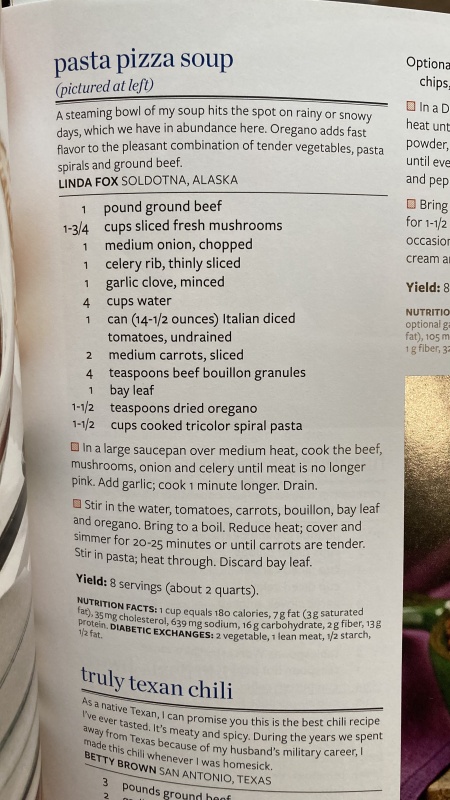 pasta pizza soup
(pictured at left)
A steaming bowl of my soup hits the spot on rainy or snowy
days, which we have in abundance here. Oregano adds fast
flavor to the pleasant combination of tender vegetables, pasta
spirals and ground beef.
LINDA FOX SOLDOTNA, ALASKA
1 pound ground beef
1-3/4 cups sliced fresh mushrooms
1 medium onion, chopped
1 celery rib, thinly sliced
1 garlic clove, minced
4 cups water
1 can (14-1/2 ounces) Italian diced
tomatoes, undrained
2 medium carrots, sliced
4 teaspoons beef bouillon granules
1 bay leaf
1-1/2 teaspoons dried oregano
1-1/2 cups cooked tricolor spiral pasta
In a large saucepan over medium heat, cook the beef,
mushrooms, onion and celery until meat is no longer
pink. Add garlic; cook 1 minute longer. Drain.
Stir in the water, tomatoes, carrots, bouillon, bay leaf
and oregano. Bring to a boil. Reduce heat; cover and
simmer for 20-25 minutes or until carrots are tender.
Stir in pasta; heat through. Discard bay leaf.
Yield: 8 servings (about 2 quarts).
NUTRITION FACTS: 1 cup equals 180 calories, 7 g fat (3 g saturated
fat), 35 mg cholesterol, 639 mg sodium, 16 g carbohydrate, 2 g fiber, 13 g
protein. DIABETIC EXCHANGES: 2 vegetable, 1 lean meat, 1/2 starch,
1/2 fat.
truly texan chili
As a native Texan, I can promise you this is the best chili recipe
I've ever tasted. It's meaty and spicy. During the years we spent
away from Texas because of my husband's military career, I
made this chili whenever I was homesick.
BETTY BROWN SAN ANTONIO, TEXAS
3 pounds ground beef
2
Optiona
chips,
In a D
heat unt
powder,
until eve
and pep
Bring
for 1-1/2
occasior
cream a
Yield: 8
NUTRITIO
optional ga
fat), 105 m
1 g fiber, 32